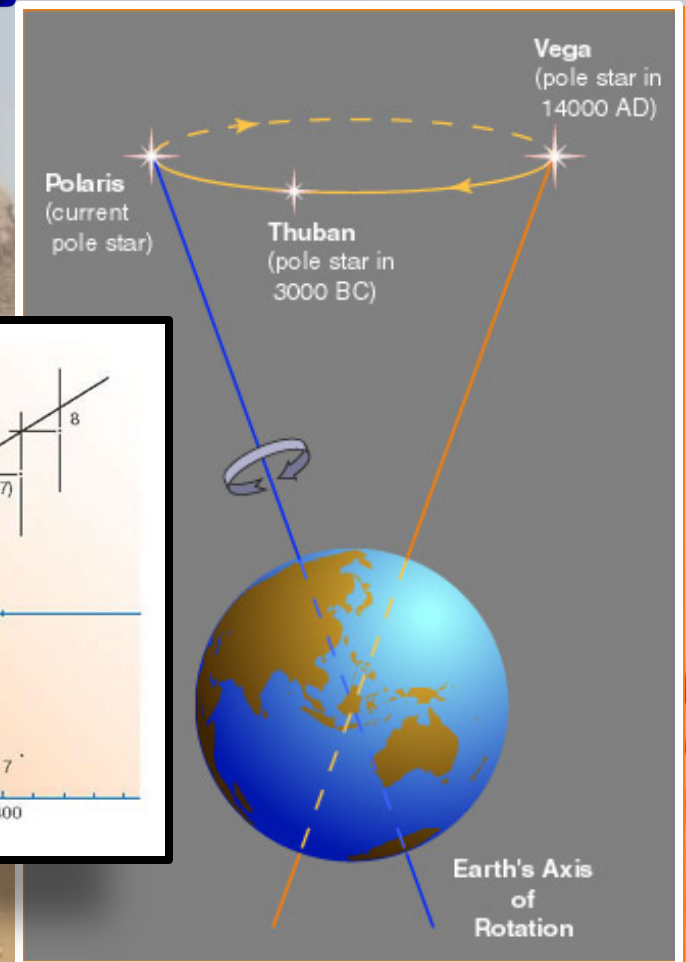 Vega
(pole star in
14000 AD)
Polaris
(current
pole star)
Thuban
(pole star in
3000 BC)
8
7)
7
Earth's Axis
of
Rotation